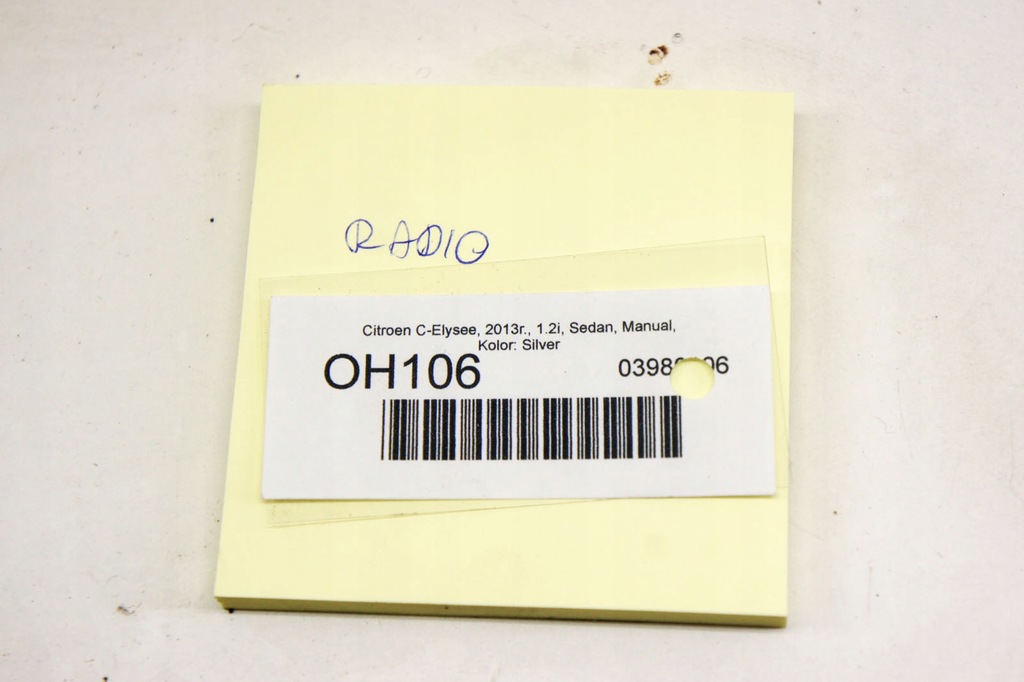 RADIO
Citroen C-Elysee, 2013r., 1.2i, Sedan, Manual,
Kolor: Silver
OH106